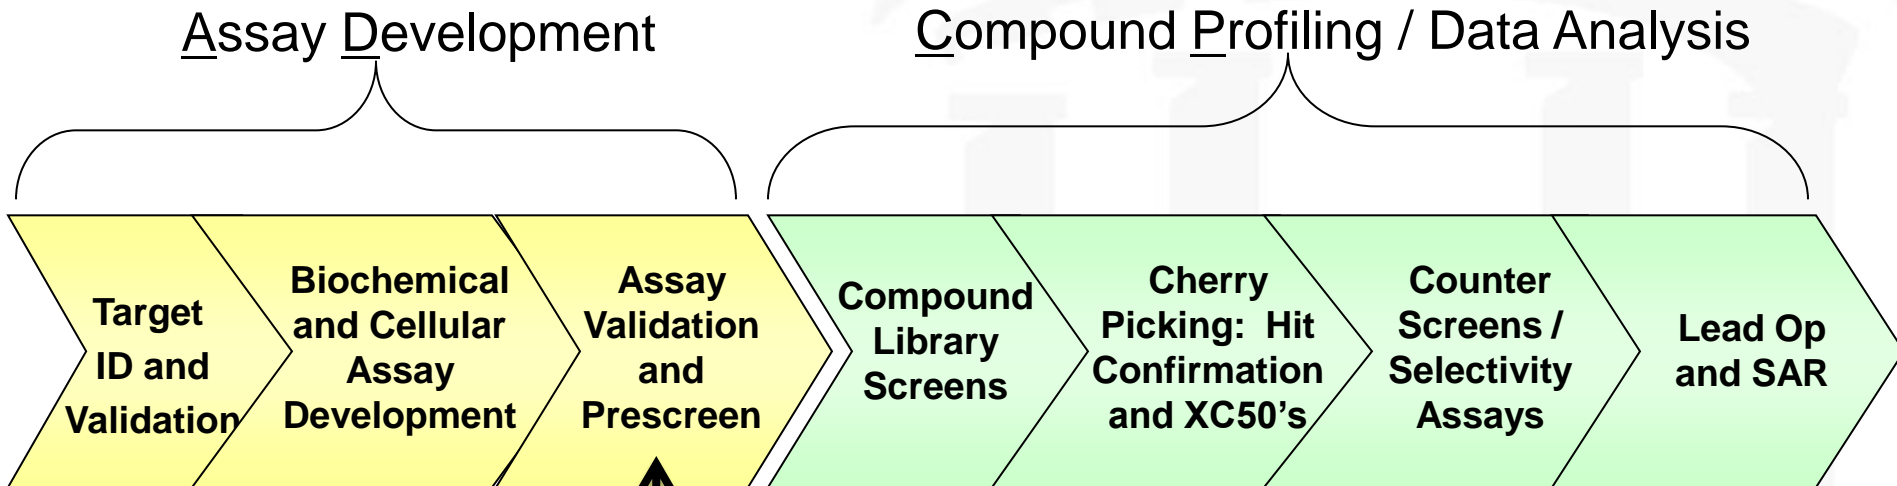 Assay Development
Compound Profiling / Data Analysis
Target
ID and
Validation
Biochemical
and Cellular
Assay
Development
Assay
Validation
and
Prescreen
Compound
Library
Screens
Cherry
Picking:  Hit
Confirmation
and XC50’s
Counter
Screens /
Selectivity
Assays
Lead Op
and SAR